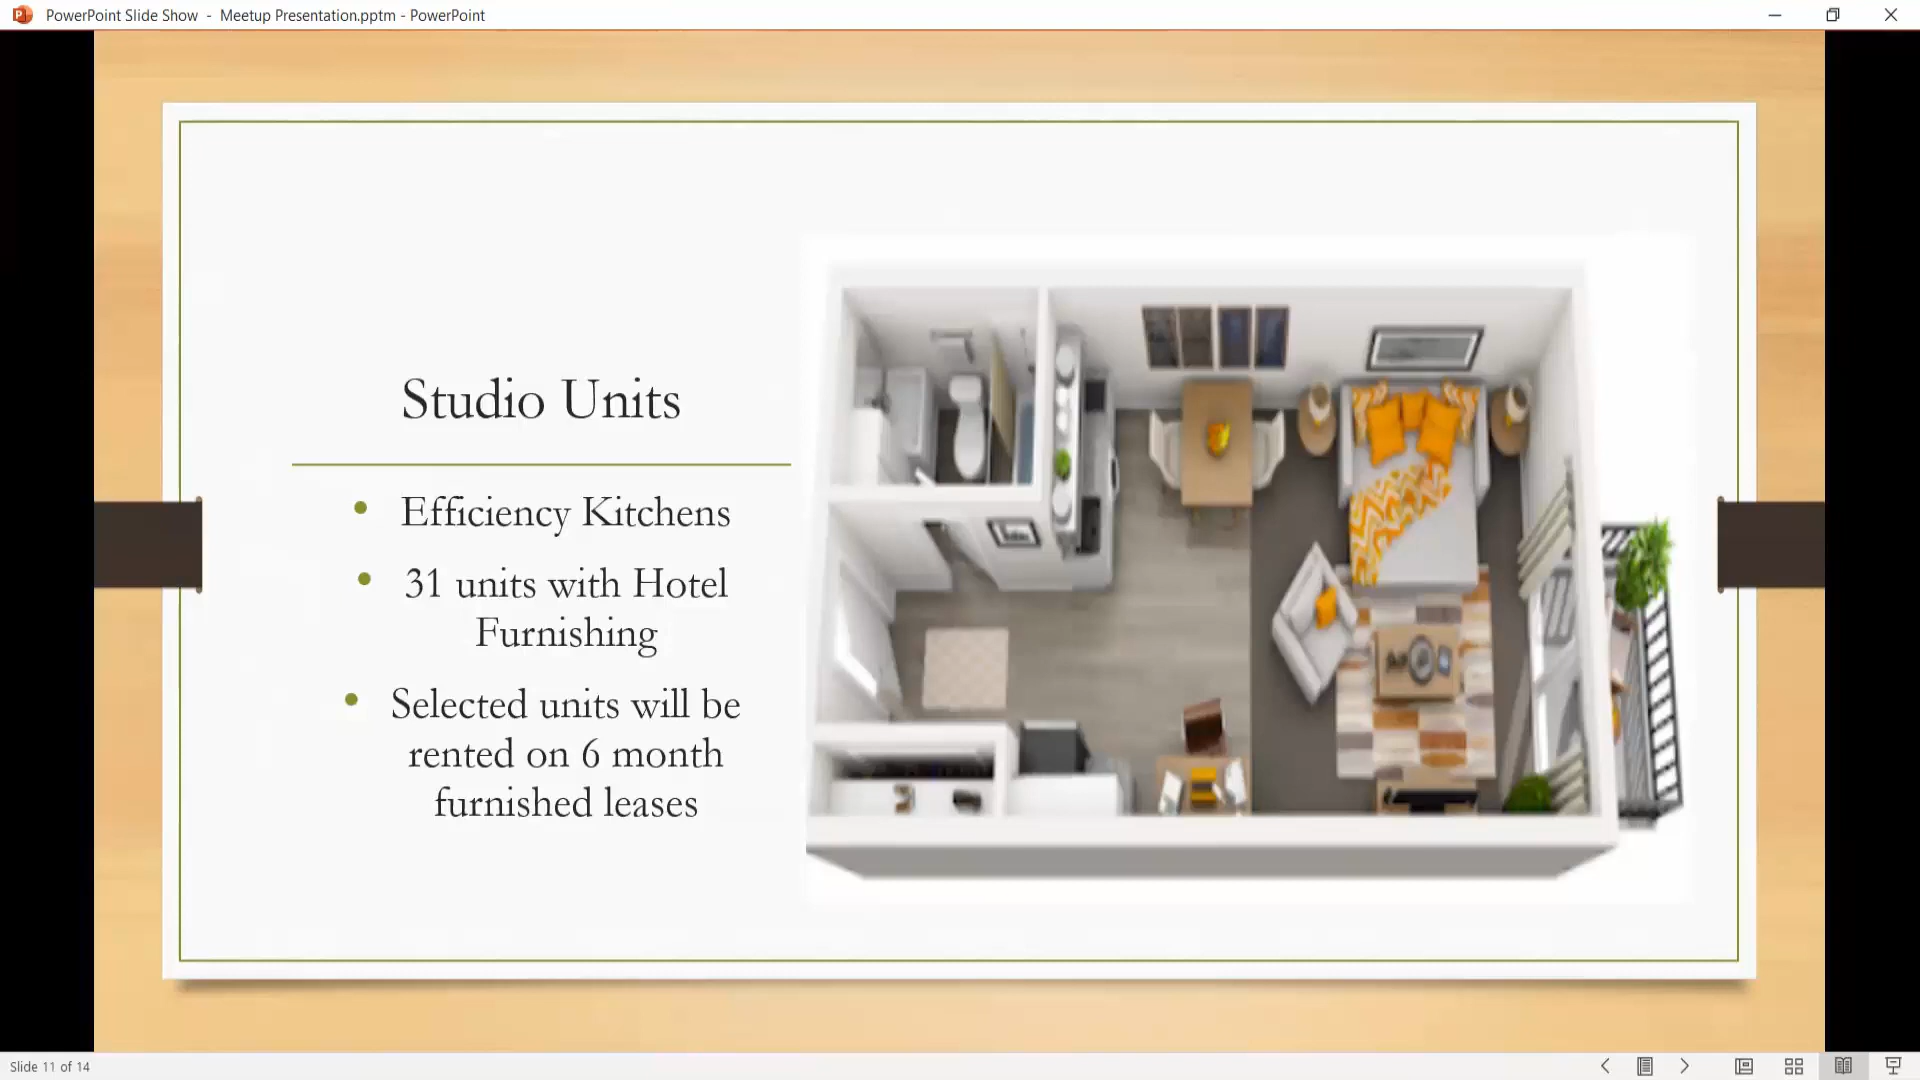 PowerPoint Slide Show - Meetup Presentation.pptm - PowerPoint
Studio Units
• Efficiency Kitchens
• 31 units with Hotel
Furnishing
• Selected units will be
rented on 6 month
furnished leases
Slide 11 of 14